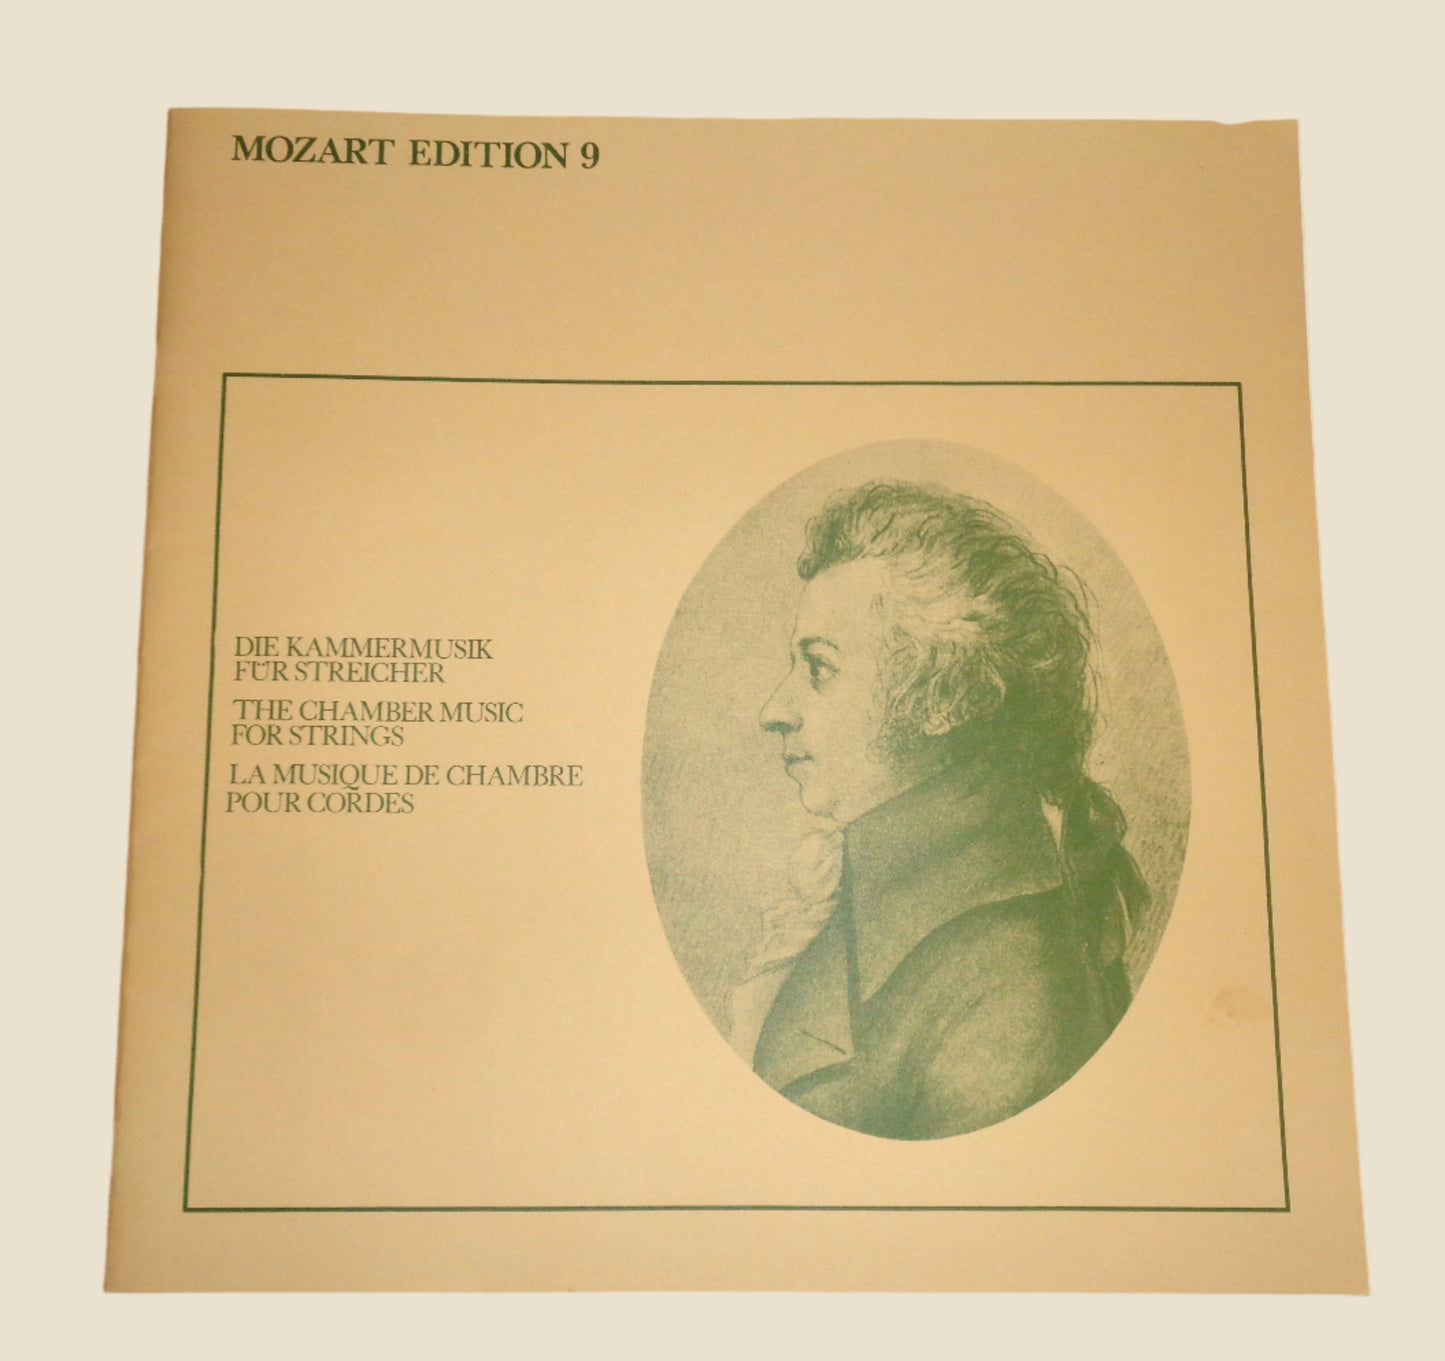 MOZART EDITION 9
DIE KAMMERMUSIK
FÜR STREICHER
THE CHAMBER MUSIC
FOR STRINGS
LA MUSIQUE DE CHAMBRE
POUR CORDES